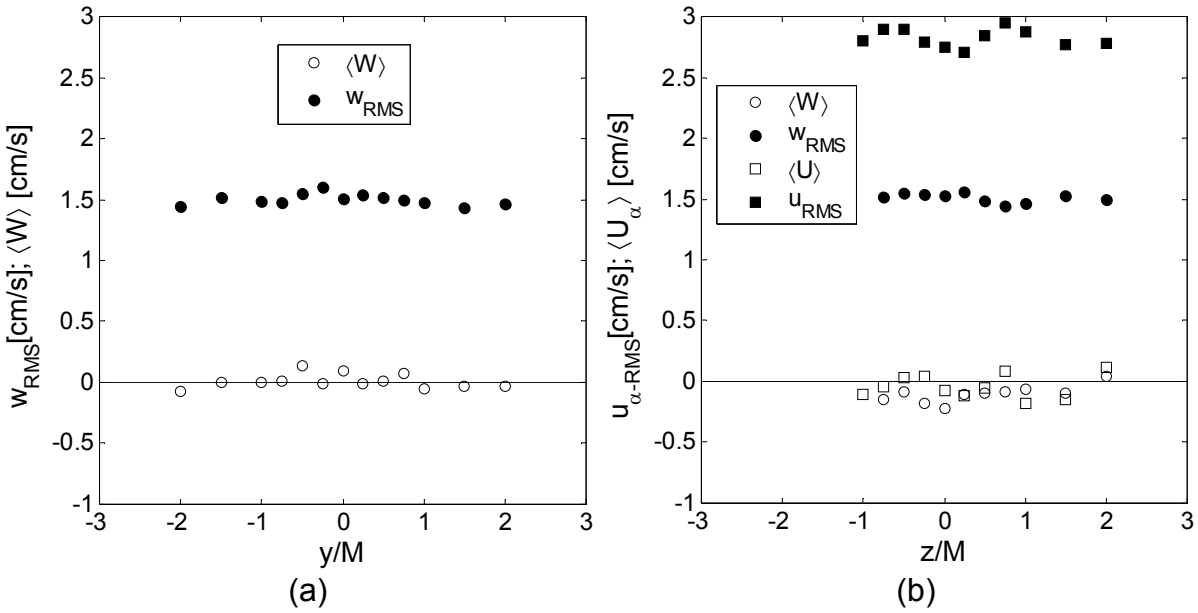 3
2.5
2
1.5
1
0.5
0
-0.5
-1
-3 -2 -1 0 1 2 3
w_RMS[cm/s]; ⟨W⟩ [cm/s]
y/M
⟨W⟩
w_RMS
(a)
3
2.5
2
1.5
1
0.5
0
-0.5
-1
-3 -2 -1 0 1 2 3
u_α-RMS[cm/s]; ⟨U_α⟩ [cm/s]
z/M
⟨W⟩
w_RMS
⟨U⟩
u_RMS
(b)